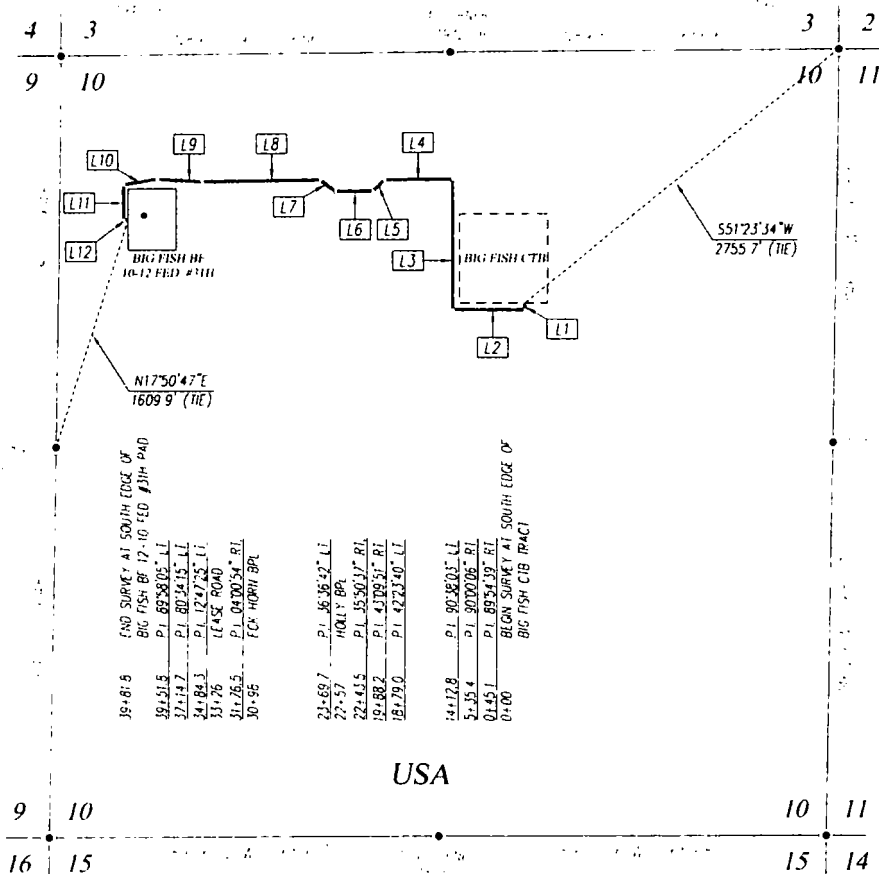 4 3
3 2
9 10
10 11
L10
L9
L8
L4
L11
L7
L6
L5
L12
BIG FISH BF
10-12 FED #31H
L3
BIG FISH CTB
S51°23'34"W
2755.7' (TIE)
L2
L1
N17°50'47"E
1609.9' (TIE)
39+81.8 END SURVEY AT SOUTH EDGE OF
BIG FISH BF 12-10 FED #31H PAD
39+51.8 P.I. 89°58'05" LT
37+14.7 P.I. 80°34'15" LT
34+84.3 P.I. 12°47'25" LT
33+26 LEASE ROAD
31+76.5 P.I. 04°00'54" RT
30+96 BPL
23+69.7 P.I. 36°36'42" LT
22+57 HOLLY BPL
22+43.5 P.I. 35°50'37" RT
19+88.2 P.I. 43°09'51" RT
18+79.0 P.I. 42°23'40" LT
14+12.8 P.I. 90°38'03" LT
5+35.4 P.I. 90°00'06" RT
0+45.1 P.I. 89°54'39" RT
0+00 BEGIN SURVEY AT SOUTH EDGE OF
BIG FISH CTB TRACT
USA
9 10
10 11
16 15
15 14